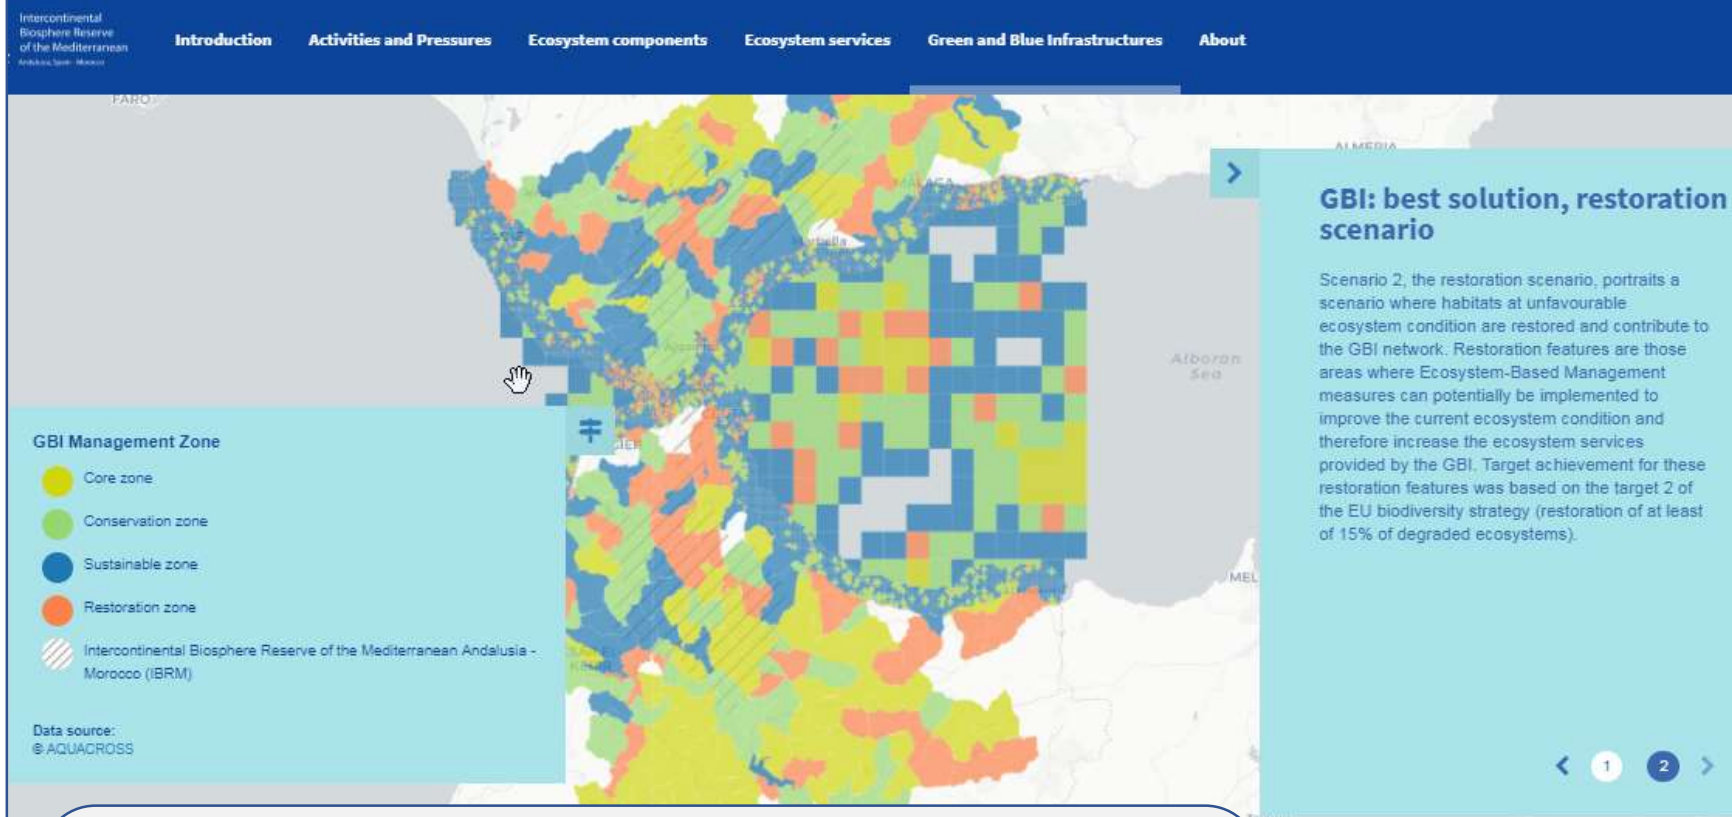 Intercontinental
Biosphere Reserve
of the Mediterranean
Andalusia, Spain - Morocco
Introduction
Activities and Pressures
Ecosystem components
Ecosystem services
Green and Blue Infrastructures
About
FARO
ALMERIA
MALAGA
Marbella
Alboran
Sea
MEL
GBI: best solution, restoration
scenario
Scenario 2, the restoration scenario, portraits a
scenario where habitats at unfavourable
ecosystem condition are restored and contribute to
the GBI network. Restoration features are those
areas where Ecosystem-Based Management
measures can potentially be implemented to
improve the current ecosystem condition and
therefore increase the ecosystem services
provided by the GBI. Target achievement for these
restoration features was based on the target 2 of
the EU biodiversity strategy (restoration of at least
of 15% of degraded ecosystems).
1
2
GBI Management Zone
Core zone
Conservation zone
Sustainable zone
Restoration zone
Intercontinental Biosphere Reserve of the Mediterranean Andalusia -
Morocco (IBRM)
Data source:
© AQUACROSS